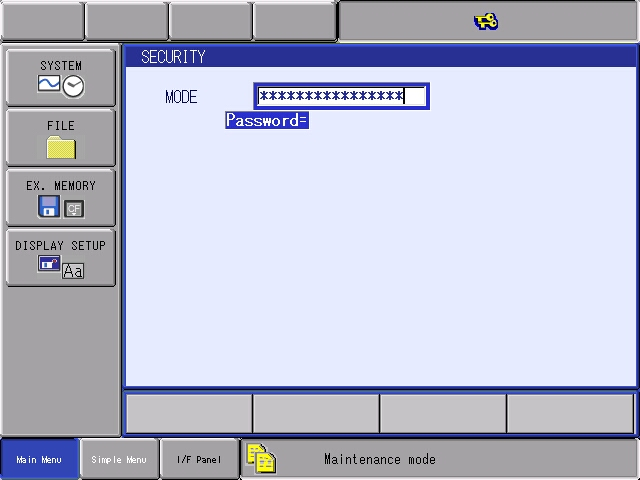 SECURITY
SYSTEM
MODE
****************
Password=
FILE
EX. MEMORY
CF
DISPLAY SETUP
Aa
Main Menu
Simple Menu
I/F Panel
Maintenance mode